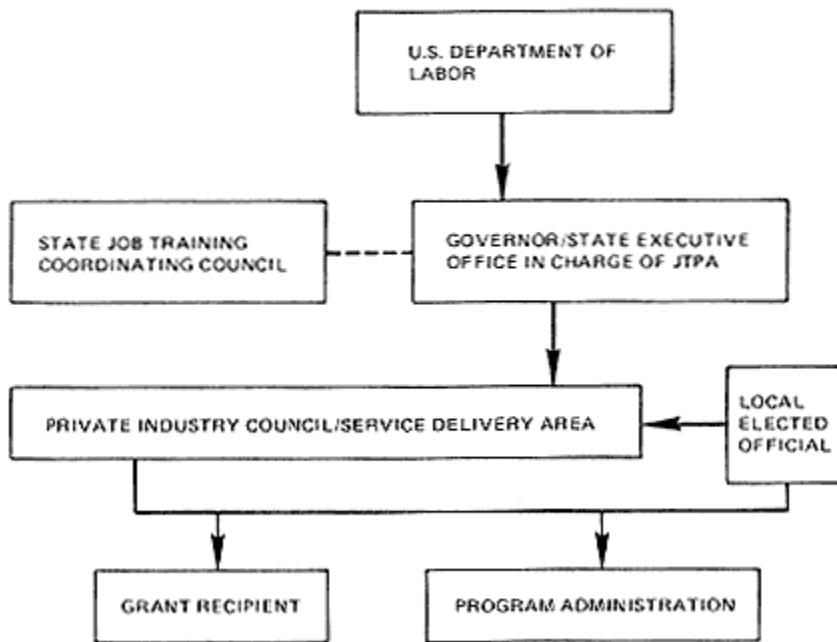 U.S. DEPARTMENT OF
LABOR
STATE JOB TRAINING
COORDINATING COUNCIL
GOVERNOR/STATE EXECUTIVE
OFFICE IN CHARGE OF JTPA
PRIVATE INDUSTRY COUNCIL/SERVICE DELIVERY AREA
LOCAL
ELECTED
OFFICIAL
GRANT RECIPIENT
PROGRAM ADMINISTRATION